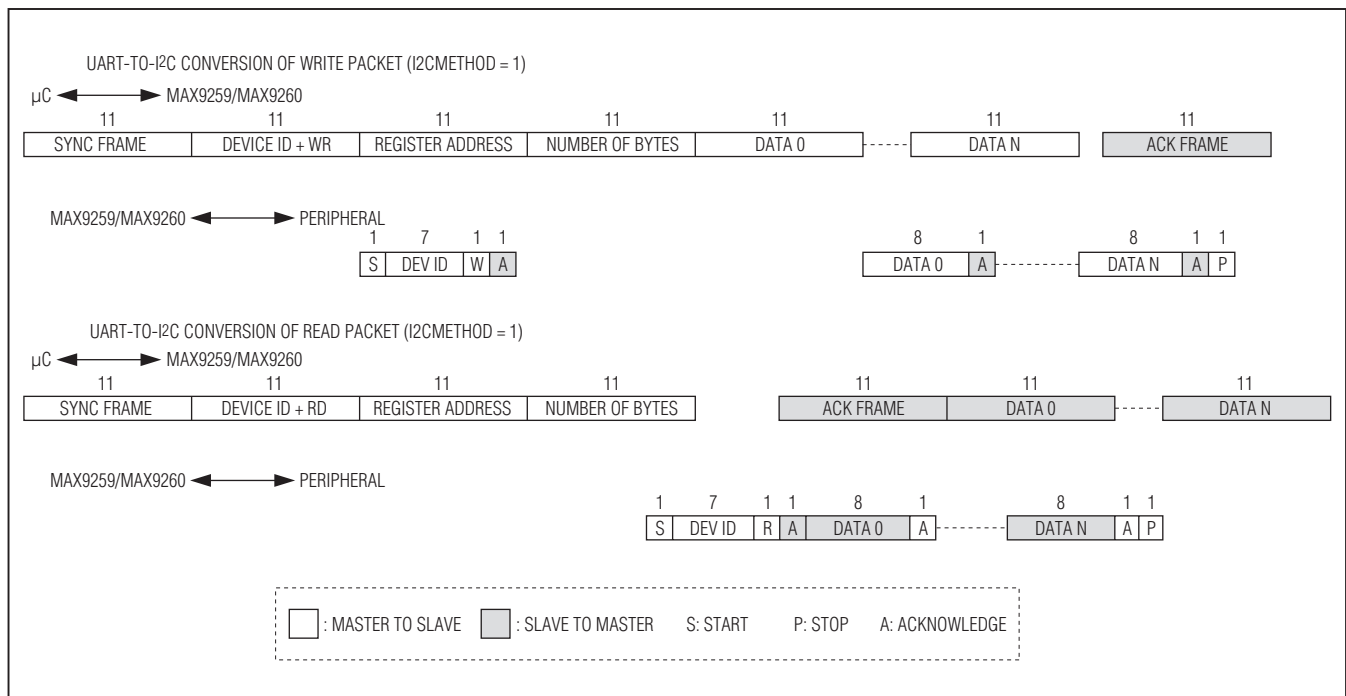 UART-TO-I2C CONVERSION OF WRITE PACKET (I2CMETHOD = 1)
µC MAX9259/MAX9260
11 11 11 11 11 11 11
SYNC FRAME DEVICE ID + WR REGISTER ADDRESS NUMBER OF BYTES DATA 0 DATA N ACK FRAME
MAX9259/MAX9260 PERIPHERAL
1 7 1 1 8 1 8 1 1
S DEV ID W A DATA 0 A DATA N A P
UART-TO-I2C CONVERSION OF READ PACKET (I2CMETHOD = 1)
µC MAX9259/MAX9260
11 11 11 11 11 11 11
SYNC FRAME DEVICE ID + RD REGISTER ADDRESS NUMBER OF BYTES ACK FRAME DATA 0 DATA N
MAX9259/MAX9260 PERIPHERAL
1 7 1 1 8 1 8 1 1
S DEV ID R A DATA 0 A DATA N A P
: MASTER TO SLAVE : SLAVE TO MASTER S: START P: STOP A: ACKNOWLEDGE